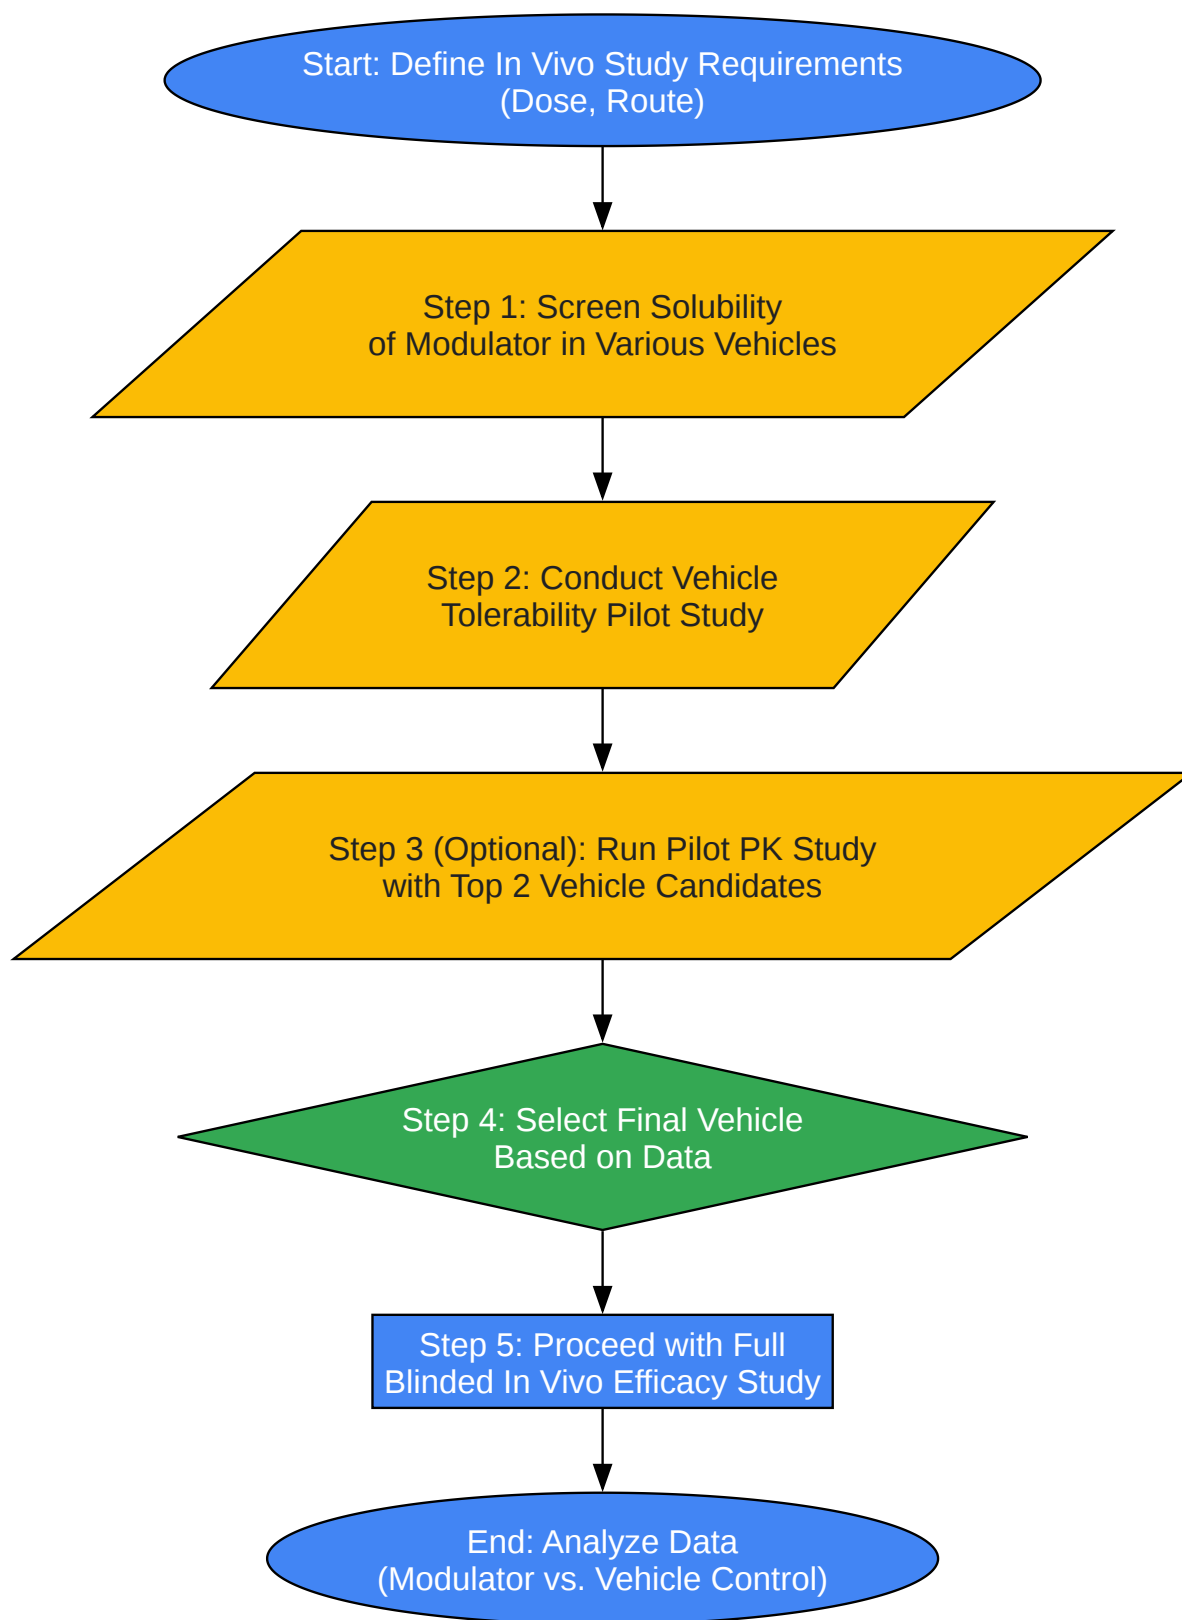 Start: Define In Vivo Study Requirements
(Dose, Route)
Step 1: Screen Solubility
of Modulator in Various Vehicles
Step 2: Conduct Vehicle
Tolerability Pilot Study
Step 3 (Optional): Run Pilot PK Study
with Top 2 Vehicle Candidates
Step 4: Select Final Vehicle
Based on Data
Step 5: Proceed with Full
Blinded In Vivo Efficacy Study
End: Analyze Data
(Modulator vs. Vehicle Control)